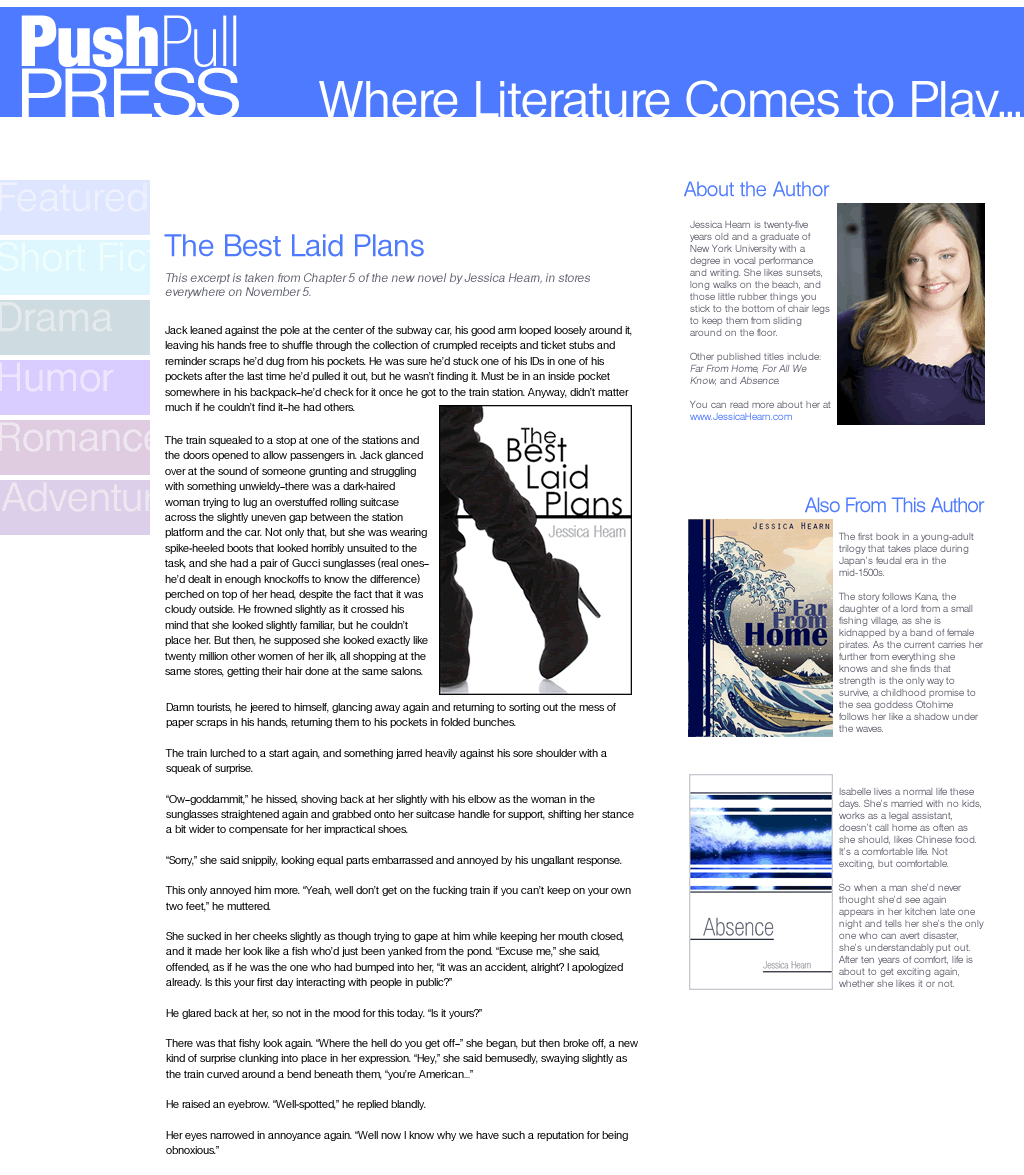 PushPull
PRESS
Where Literature Comes to Play...
Featured
Short Fic
Drama
Humor
Romance
Adventur
The Best Laid Plans
This excerpt is taken from Chapter 5 of the new novel by Jessica Hearn, in stores
everywhere on November 5.
Jack leaned against the pole at the center of the subway car, his good arm looped loosely around it,
leaving his hands free to shuffle through the collection of crumpled receipts and ticket stubs and
reminder scraps he'd dug from his pockets. He was sure he'd stuck one of his IDs in one of his
pockets after the last time he'd pulled it out, but he wasn't finding it. Must be in an inside pocket
somewhere in his backpack–he'd check for it once he got to the train station. Anyway, didn't matter
much if he couldn't find it–he had others.
The train squealed to a stop at one of the stations and
the doors opened to allow passengers in. Jack glanced
over at the sound of someone grunting and struggling
with something unwieldy–there was a dark-haired
woman trying to lug an overstuffed rolling suitcase
across the slightly uneven gap between the station
platform and the car. Not only that, but she was wearing
spike-heeled boots that looked horribly unsuited to the
task, and she had a pair of Gucci sunglasses (real ones–
he'd dealt in enough knockoffs to know the difference)
perched on top of her head, despite the fact that it was
cloudy outside. He frowned slightly as it crossed his
mind that she looked slightly familiar, but he couldn't
place her. But then, he supposed she looked exactly like
twenty million other women of her ilk, all shopping at the
same stores, getting their hair done at the same salons.
The
Best
Laid
Plans
Jessica Hearn
Damn tourists, he jeered to himself, glancing away again and returning to sorting out the mess of
paper scraps in his hands, returning them to his pockets in folded bunches.
The train lurched to a start again, and something jarred heavily against his sore shoulder with a
squeak of surprise.
“Ow–goddammit,” he hissed, shoving back at her slightly with his elbow as the woman in the
sunglasses straightened again and grabbed onto her suitcase handle for support, shifting her stance
a bit wider to compensate for her impractical shoes.
“Sorry,” she said snippily, looking equal parts embarrassed and annoyed by his ungallant response.
This only annoyed him more. “Yeah, well don't get on the fucking train if you can't keep on your own
two feet,” he muttered.
She sucked in her cheeks slightly as though trying to gape at him while keeping her mouth closed,
and it made her look like a fish who'd just been yanked from the pond. “Excuse me,” she said,
offended, as if he was the one who had bumped into her, “it was an accident, alright? I apologized
already. Is this your first day interacting with people in public?”
He glared back at her, so not in the mood for this today. “Is it yours?”
There was that fishy look again. “Where the hell do you get off–” she began, but then broke off, a new
kind of surprise clunking into place in her expression. “Hey,” she said bemusedly, swaying slightly as
the train curved around a bend beneath them, “you're American...”
He raised an eyebrow. “Well-spotted,” he replied blandly.
Her eyes narrowed in annoyance again. “Well now I know why we have such a reputation for being
obnoxious.”
About the Author
Jessica Hearn is twenty-five
years old and a graduate of
New York University with a
degree in vocal performance
and writing. She likes sunsets,
long walks on the beach, and
those little rubber things you
stick to the bottom of chair legs
to keep them from sliding
around on the floor.
Other published titles include:
Far From Home, For All We
Know, and Absence.
You can read more about her at
www.JessicaHearn.com
Also From This Author
JESSICA HEARN
Far
From
Home
The first book in a young-adult
trilogy that takes place during
Japan's feudal era in the
mid-1500s.
The story follows Kana, the
daughter of a lord from a small
fishing village, as she is
kidnapped by a band of female
pirates. As the current carries her
further from everything she
knows and she finds that
strength is the only way to
survive, a childhood promise to
the sea goddess Otohime
follows her like a shadow under
the waves.
Absence
Jessica Hearn
Isabelle lives a normal life these
days. She's married with no kids,
works as a legal assistant,
doesn't call home as often as
she should, likes Chinese food.
It's a comfortable life. Not
exciting, but comfortable.
So when a man she'd never
thought she'd see again
appears in her kitchen late one
night and tells her she's the only
one who can avert disaster,
she's understandably put out.
After ten years of comfort, life is
about to get exciting again,
whether she likes it or not.